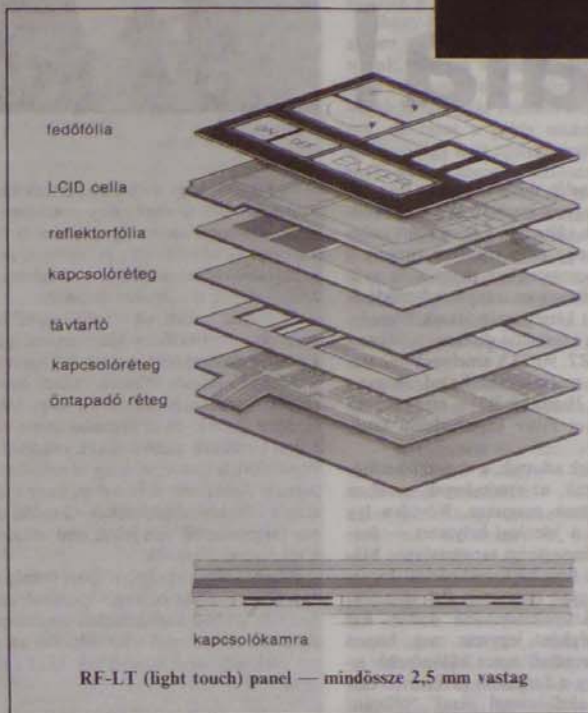 fedőfólia
ON OFF ENTER
LCID cella
reflektorfólia
kapcsolóréteg
távtartó
kapcsolóréteg
öntapadó réteg
kapcsolókamra
RF-LT (light touch) panel — mindössze 2,5 mm vastag